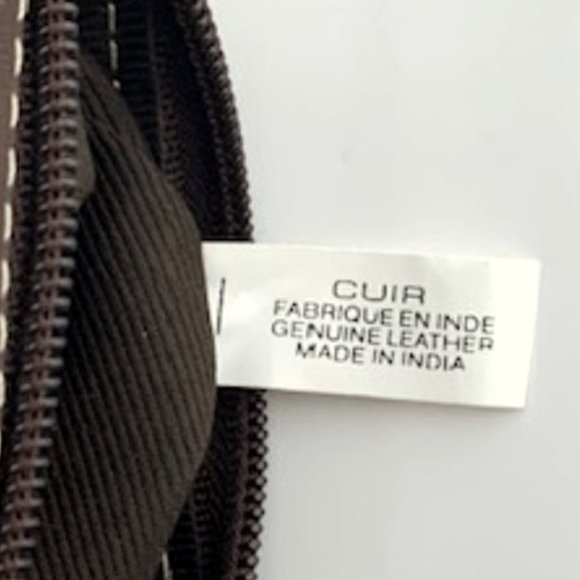 CUIR
FABRIQUE EN INDE
GENUINE LEATHER
MADE IN INDIA